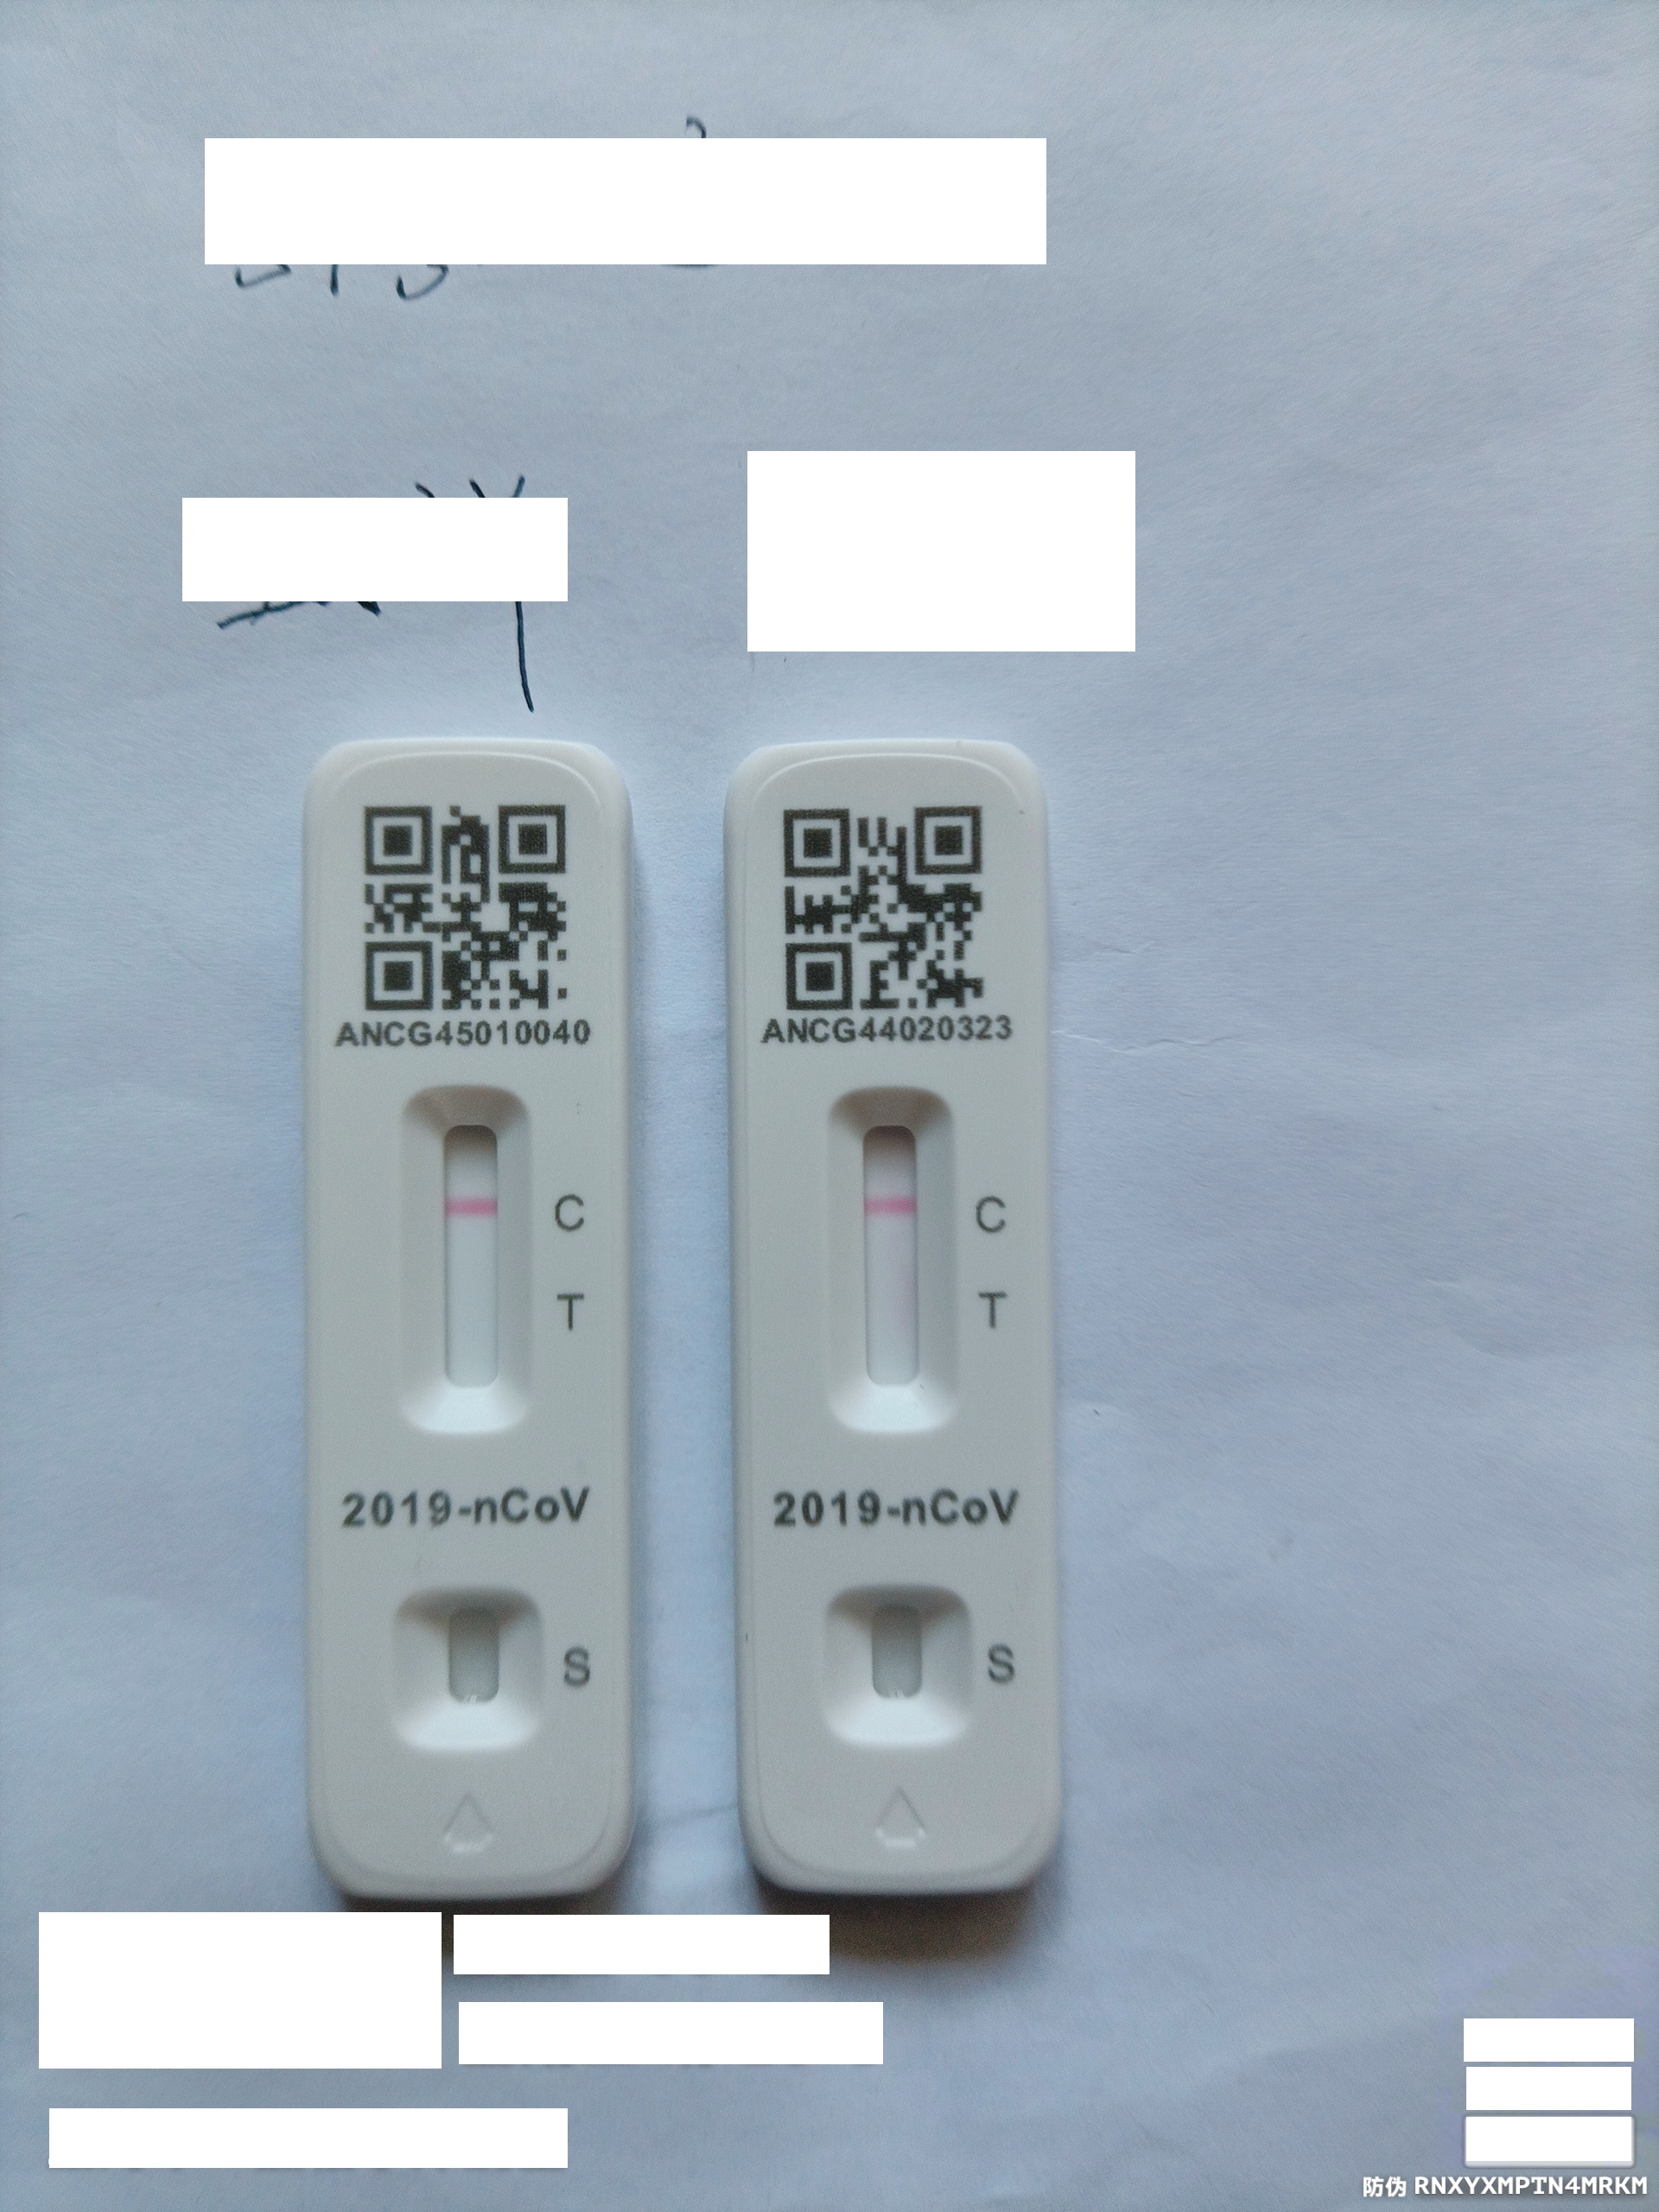 ANCG45010040
C
T
2019-nCoV
S
ANCG44020323
C
T
2019-nCoV
S
防伪 RNXYXMPTN4MRKM